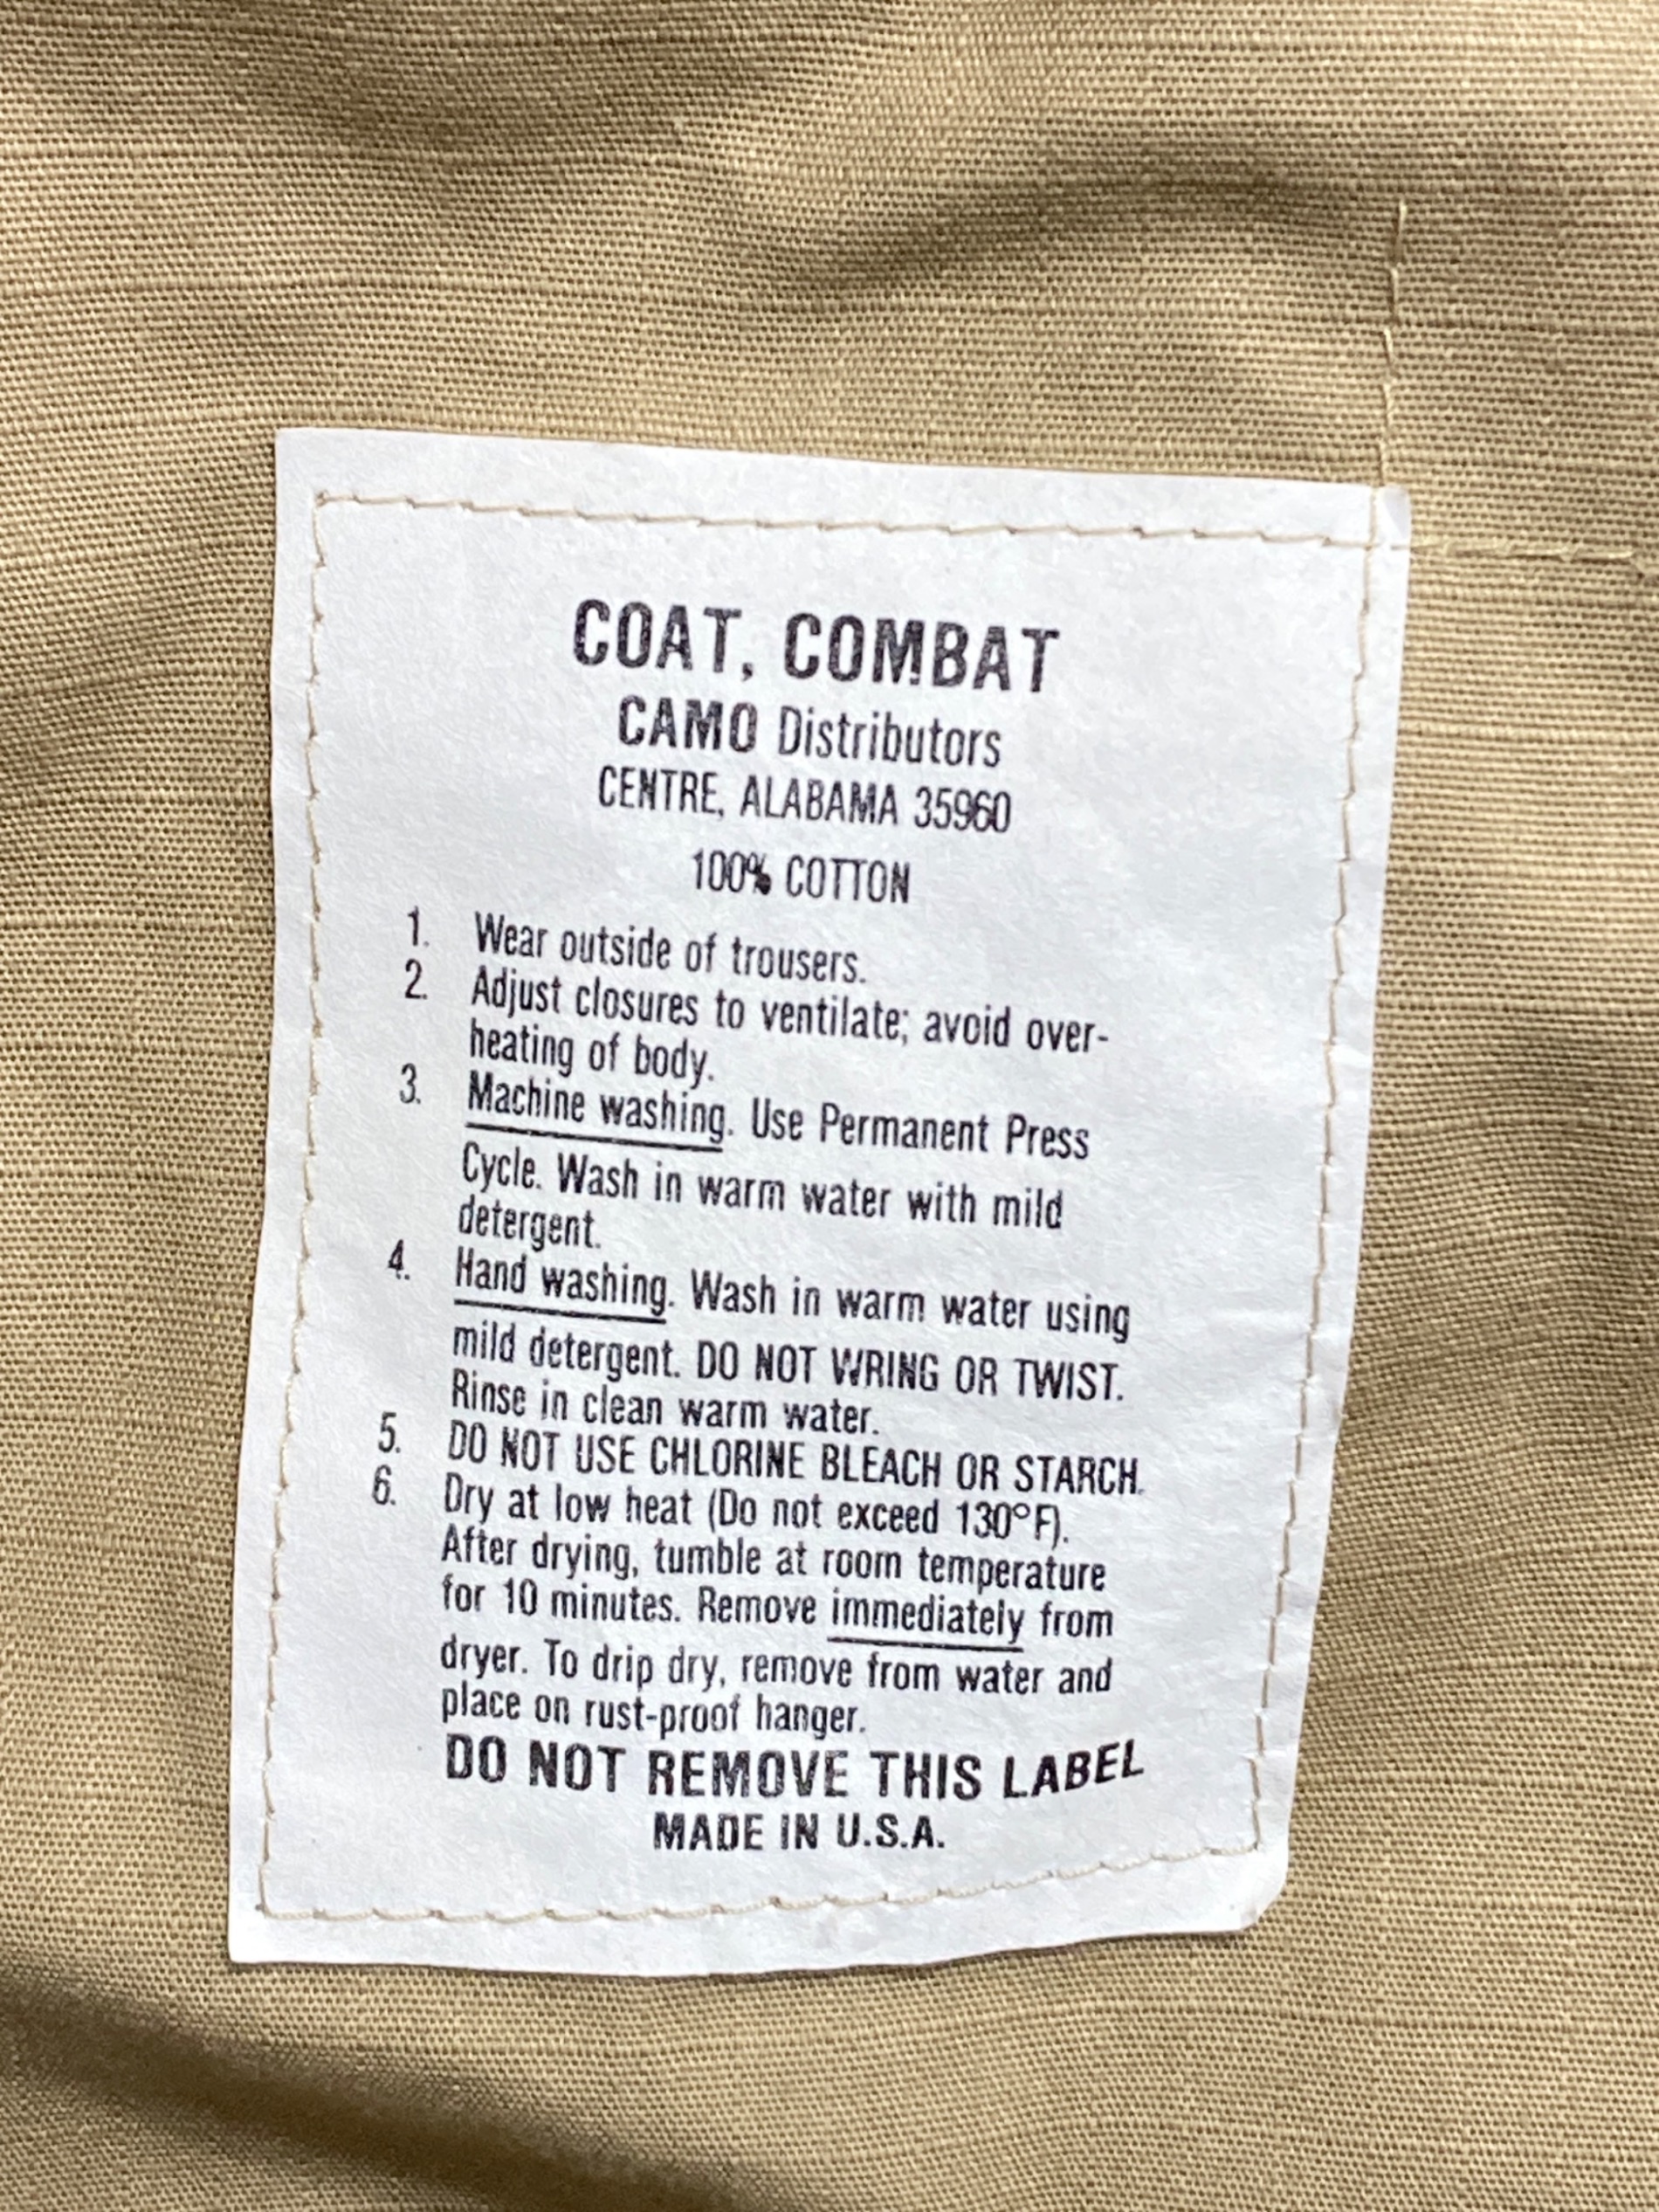 COAT, COMBAT
CAMO Distributors
CENTRE, ALABAMA 35960
100% COTTON
1. Wear outside of trousers.
2. Adjust closures to ventilate; avoid over-
heating of body.
3. Machine washing. Use Permanent Press
Cycle. Wash in warm water with mild
detergent.
4. Hand washing. Wash in warm water using
mild detergent. DO NOT WRING OR TWIST.
Rinse in clean warm water.
5. DO NOT USE CHLORINE BLEACH OR STARCH.
6. Dry at low heat (Do not exceed 130°F).
After drying, tumble at room temperature
for 10 minutes. Remove immediately from
dryer. To drip dry, remove from water and
place on rust-proof hanger.
DO NOT REMOVE THIS LABEL
MADE IN U.S.A.